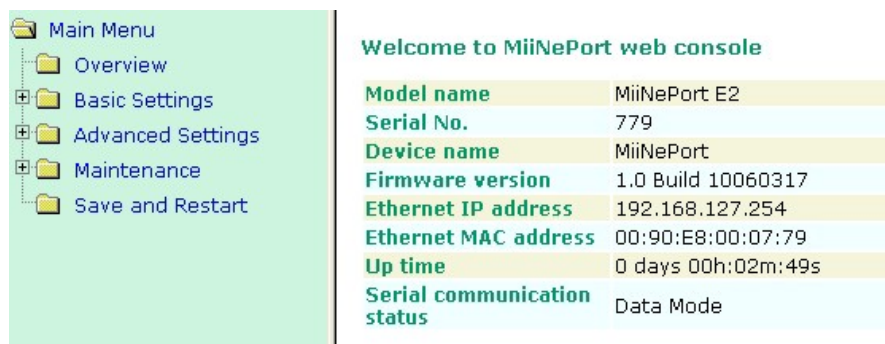 Main Menu
Overview
Basic Settings
Advanced Settings
Maintenance
Save and Restart
Welcome to MiiNePort web console
Model name MiiNePort E2
Serial No. 779
Device name MiiNePort
Firmware version 1.0 Build 10060317
Ethernet IP address 192.168.127.254
Ethernet MAC address 00:90:E8:00:07:79
Up time 0 days 00h:02m:49s
Serial communication
status Data Mode